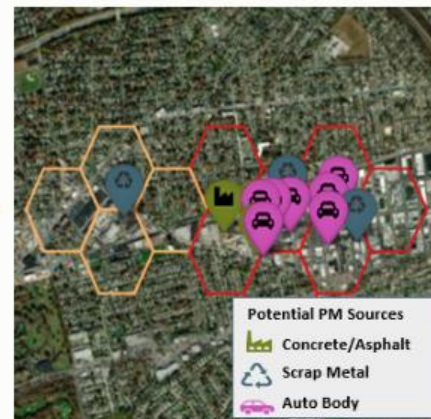 Potential PM Sources
Concrete/Asphalt
Scrap Metal
Auto Body